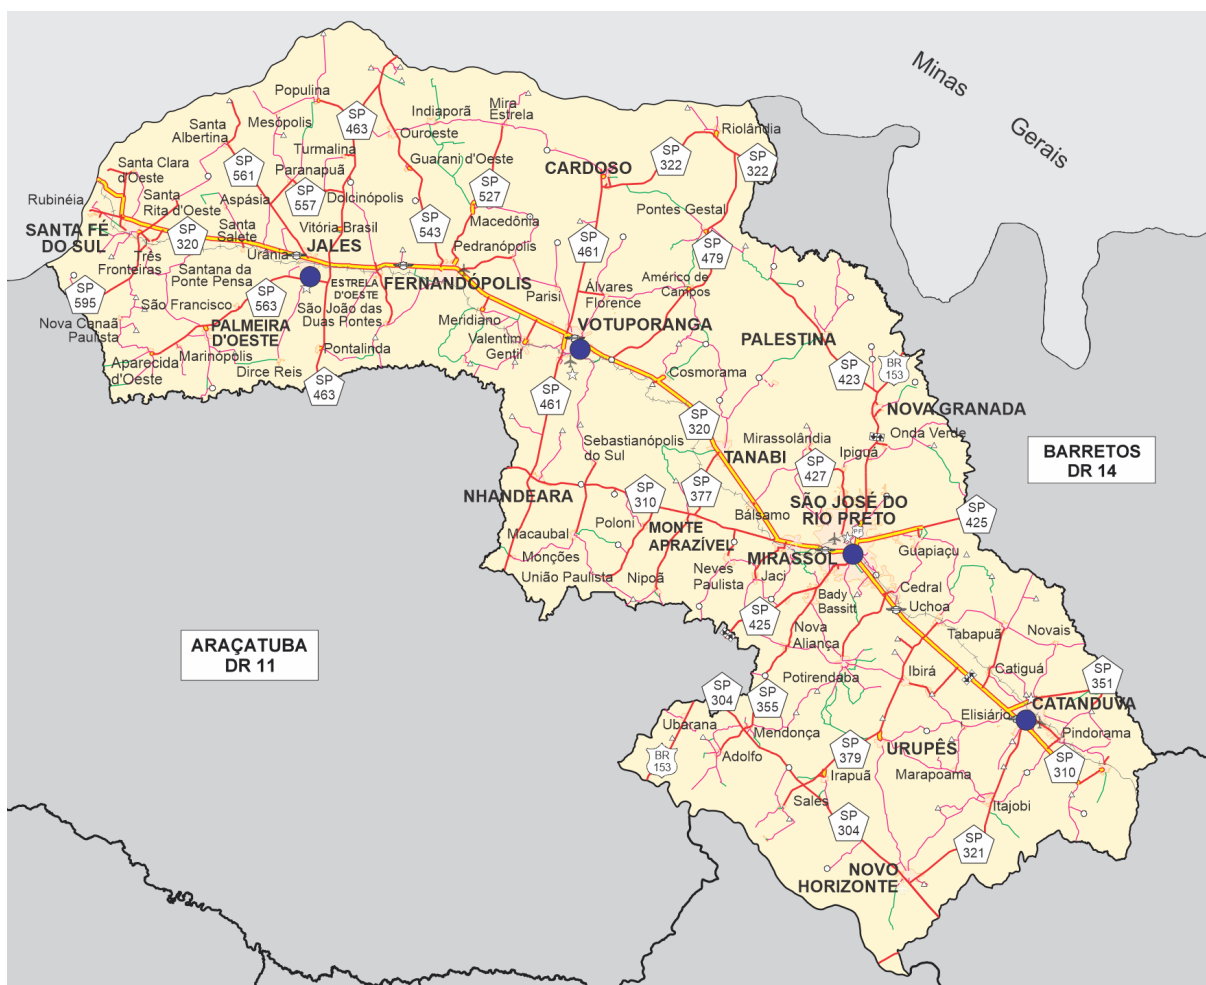 Minas
Gerais
Populina
SP
463
Indiaporã
Mira
Estrela
Santa
Albertina
Mesópolis
Ouroeste
Riolândia
Turmalina
SP
322
SP
322
Santa Clara
d'Oeste
SP
561
Paranapuã
Guarani d'Oeste
CARDOSO
Rubinéia
Santa
Rita d'Oeste
Aspásia
SP
557
Dolcinópolis
SP
527
Pontes Gestal
SANTA FÉ
DO SUL
SP
320
Santa
Salete
Vitória Brasil
SP
543
Macedônia
SP
461
SP
479
JALES
Pedranópolis
Urânia
Três
Fronteiras
Santana da
Ponte Pensa
ESTRELA
D'OESTE
FERNANDÓPOLIS
Parisi
Álvares
Florence
Américo de
Campos
SP
595
São Francisco
SP
563
São João das
Duas Pontes
Meridiano
VOTUPORANGA
Nova Canaã
Paulista
PALMEIRA
D'OESTE
Valentim
Gentil
PALESTINA
Aparecida
d'Oeste
Marinópolis
Pontalinda
Dirce Reis
SP
463
Cosmorama
SP
423
BR
153
SP
461
SP
320
NOVA GRANADA
Sebastianópolis
do Sul
Mirassolândia
Onda Verde
TANABI
Ipiguá
BARRETOS
DR 14
SP
427
NHANDEARA
SP
310
SP
377
SÃO JOSÉ DO
RIO PRETO
SP
425
Bálsamo
Poloni
MONTE
APRAZÍVEL
PF
Macaubal
Monções
MIRASSOL
Guapiaçu
União Paulista
Nipoã
Neves
Paulista
Jaci
Bady
Bassitt
Cedral
Uchoa
SP
425
Nova
Aliança
Tabapuã
Novais
ARAÇATUBA
DR 11
Potirendaba
Ibirá
Catiguá
SP
351
SP
304
SP
355
CATANDUVA
Ubarana
Mendonça
Elisiário
Pindorama
BR
153
Adolfo
SP
379
URUPÊS
SP
310
Irapuã
Marapoama
Sales
SP
304
Itajobi
SP
321
NOVO
HORIZONTE